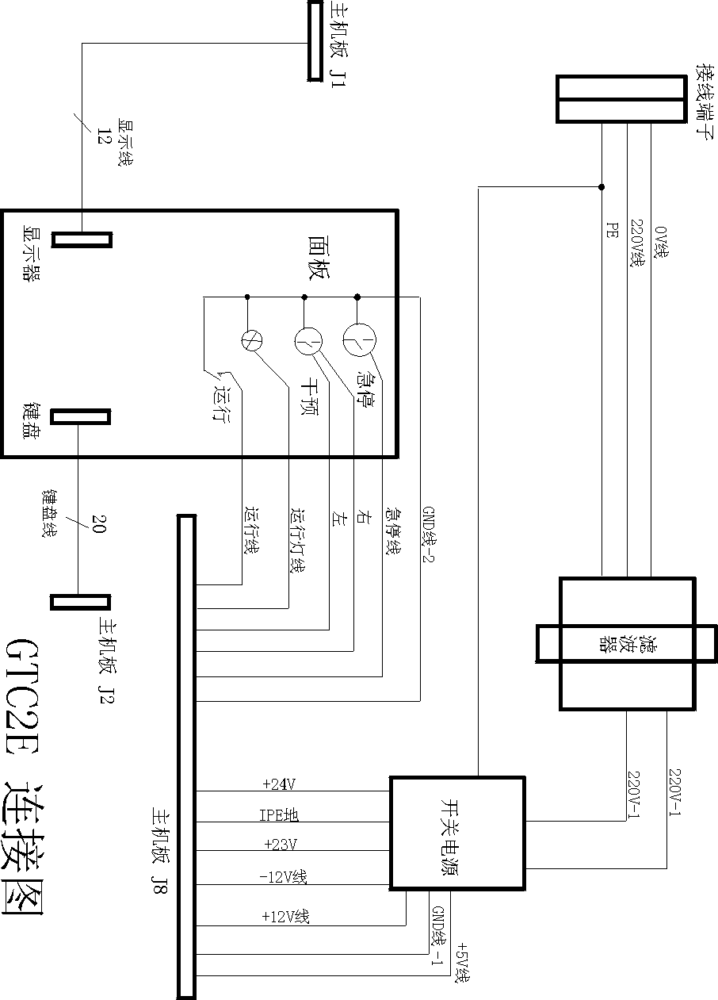 接线端子
0V线
220V线
PE
滤波器
220V-1
220V-1
主机板 J1
显示线
12
面板
显示器
急停
干预
运行
键盘
GND线-2
急停线
右
左
运行灯线
运行线
20
键盘线
主机板 J2
开关电源
+24V
IPE地
+23V
-12V线
+12V线
GND线-1
+5V线
主机板 J8
GTC2E 连接图